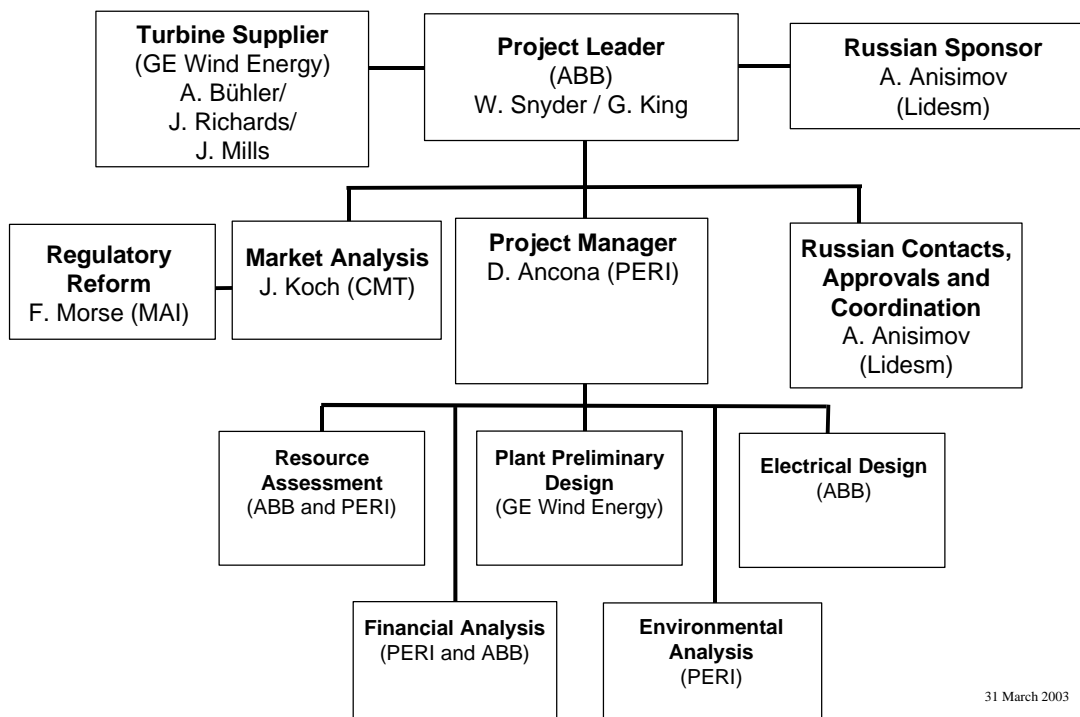 Turbine Supplier
(GE Wind Energy)
A. Bühler/
J. Richards/
J. Mills
Project Leader
(ABB)
W. Snyder / G. King
Russian Sponsor
A. Anisimov
(Lidesm)
Regulatory
Reform
F. Morse (MAI)
Market Analysis
J. Koch (CMT)
Project Manager
D. Ancona (PERI)
Russian Contacts,
Approvals and
Coordination
A. Anisimov
(Lidesm)
Resource
Assessment
(ABB and PERI)
Plant Preliminary
Design
(GE Wind Energy)
Electrical Design
(ABB)
Financial Analysis
(PERI and ABB)
Environmental
Analysis
(PERI)
31 March 2003